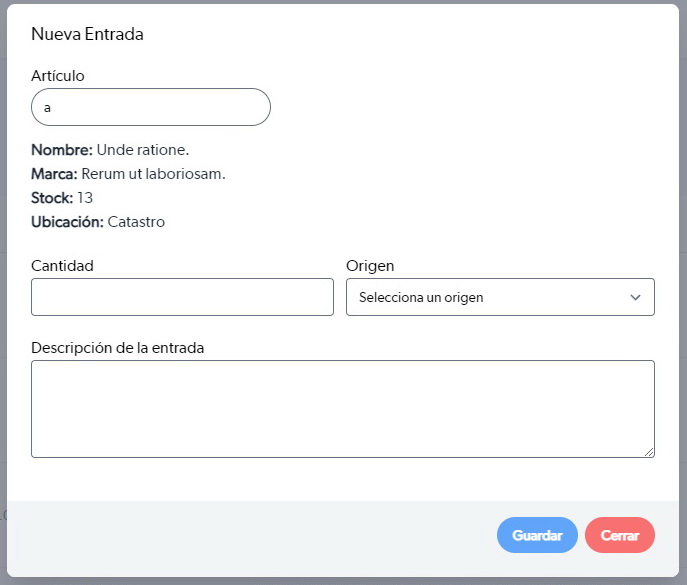 Nueva Entrada
Artículo
a
Nombre: Unde ratione.
Marca: Rerum ut laboriosam.
Stock: 13
Ubicación: Catastro
Cantidad
Origen
Selecciona un origen
Descripción de la entrada
Guardar
Cerrar